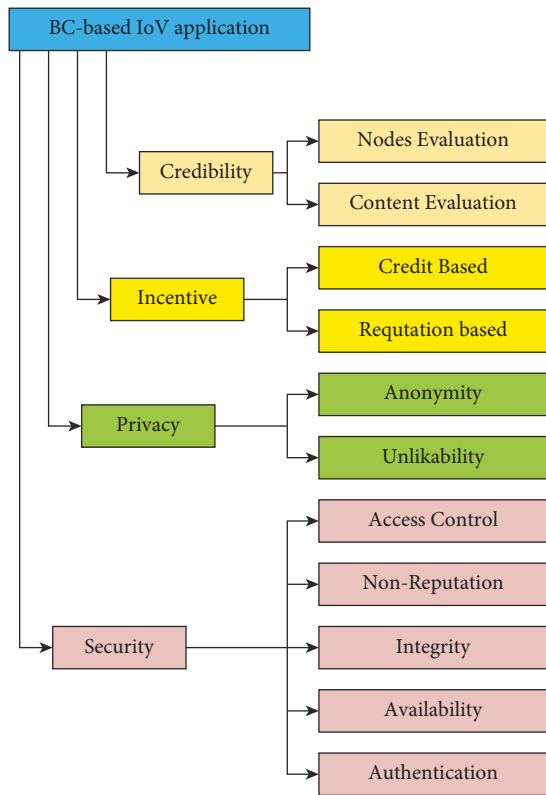 BC-based IoV application
Nodes Evaluation
Credibility
Content Evaluation
Credit Based
Incentive
Requtation based
Anonymity
Privacy
Unlikability
Access Control
Non-Reputation
Security
Integrity
Availability
Authentication